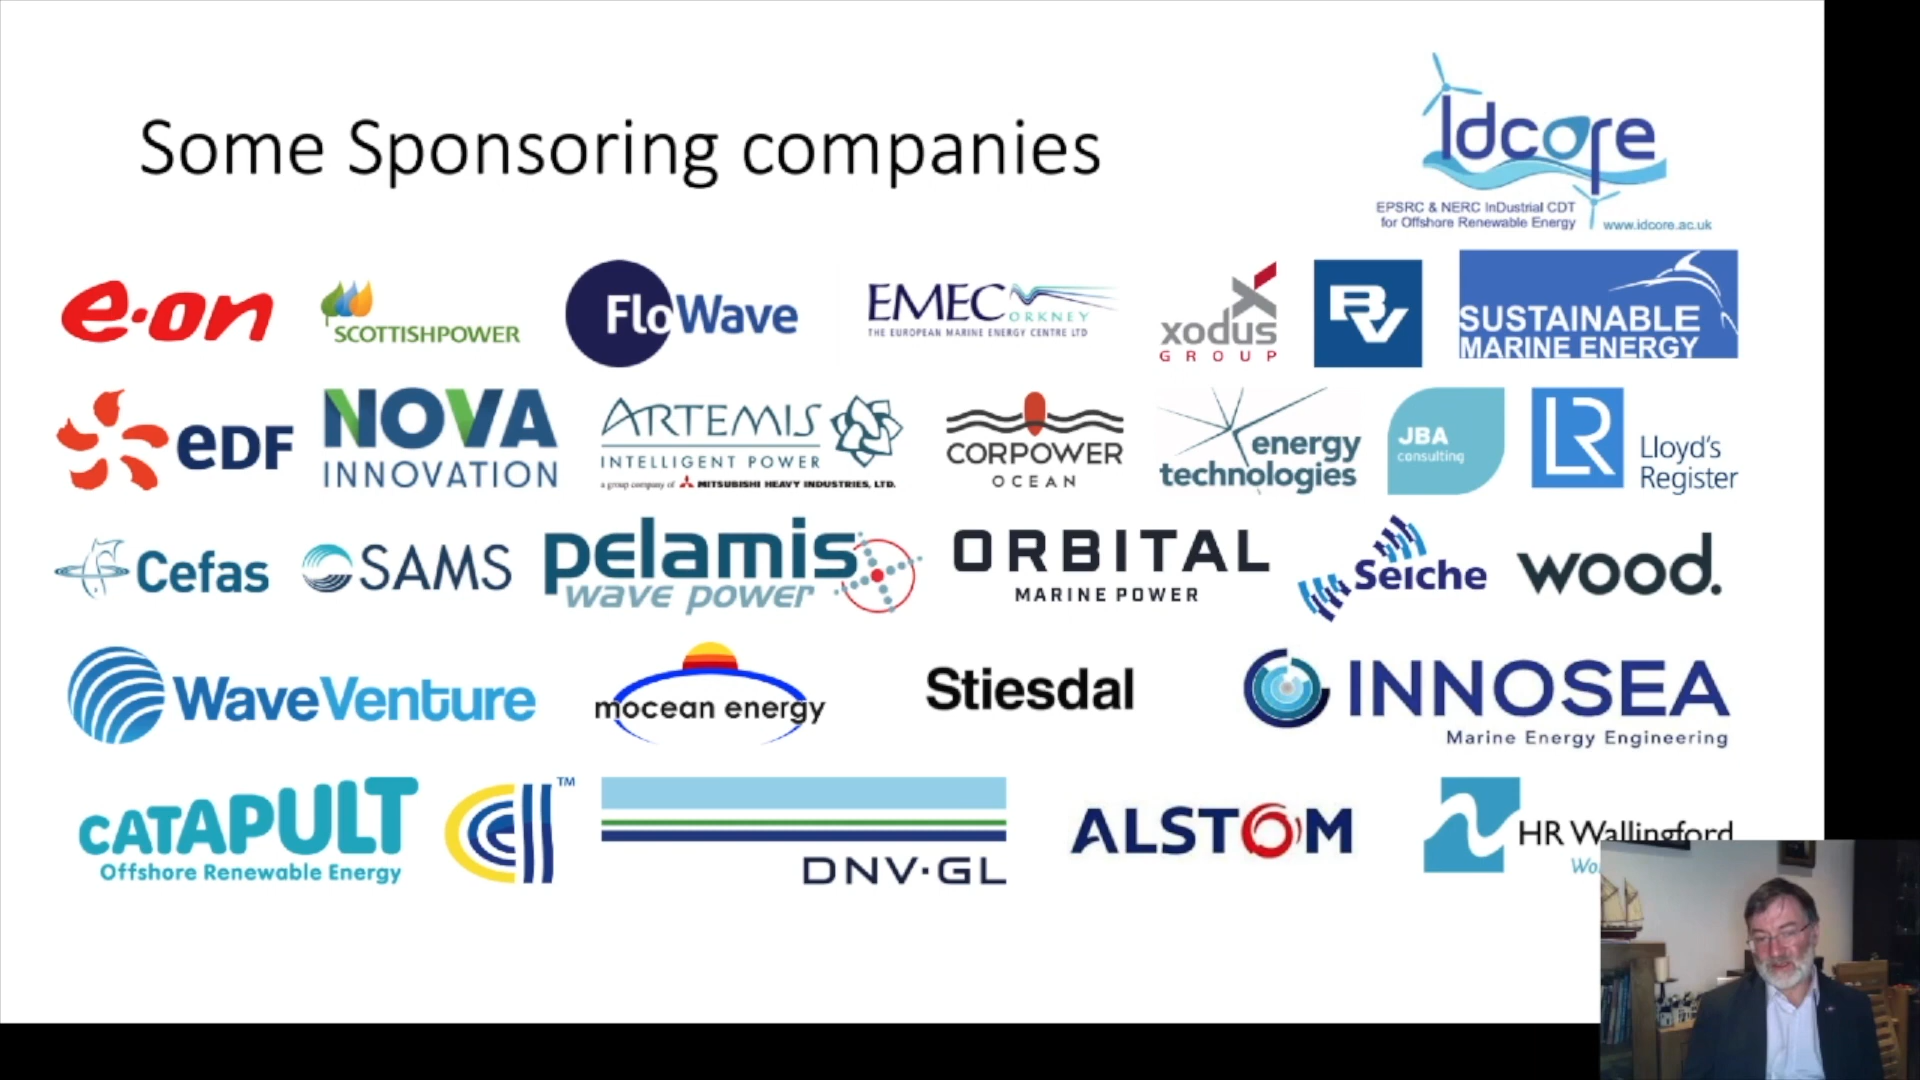 Some Sponsoring companies
Idcore
EPSRC & NERC InDustrial CDT
for Offshore Renewable Energy
www.idcore.ac.uk
e·on
SCOTTISHPOWER
FloWave
EMEC
ORKNEY
THE EUROPEAN MARINE ENERGY CENTRE LTD
xodus
GROUP
BV
SUSTAINABLE
MARINE ENERGY
eDF
NOVA
INNOVATION
ARTEMIS
INTELLIGENT POWER
a group company of MITSUBISHI HEAVY INDUSTRIES, LTD.
CORPOWER
OCEAN
energy
technologies
JBA
consulting
LR
Lloyd's
Register
Cefas
SAMS
pelamis
wave power
ORBITAL
MARINE POWER
Seiche
wood.
WaveVenture
mocean energy
Stiesdal
INNOSEA
Marine Energy Engineering
CATAPULT
Offshore Renewable Energy
TM
DNV·GL
ALSTOM
HR Wallingford